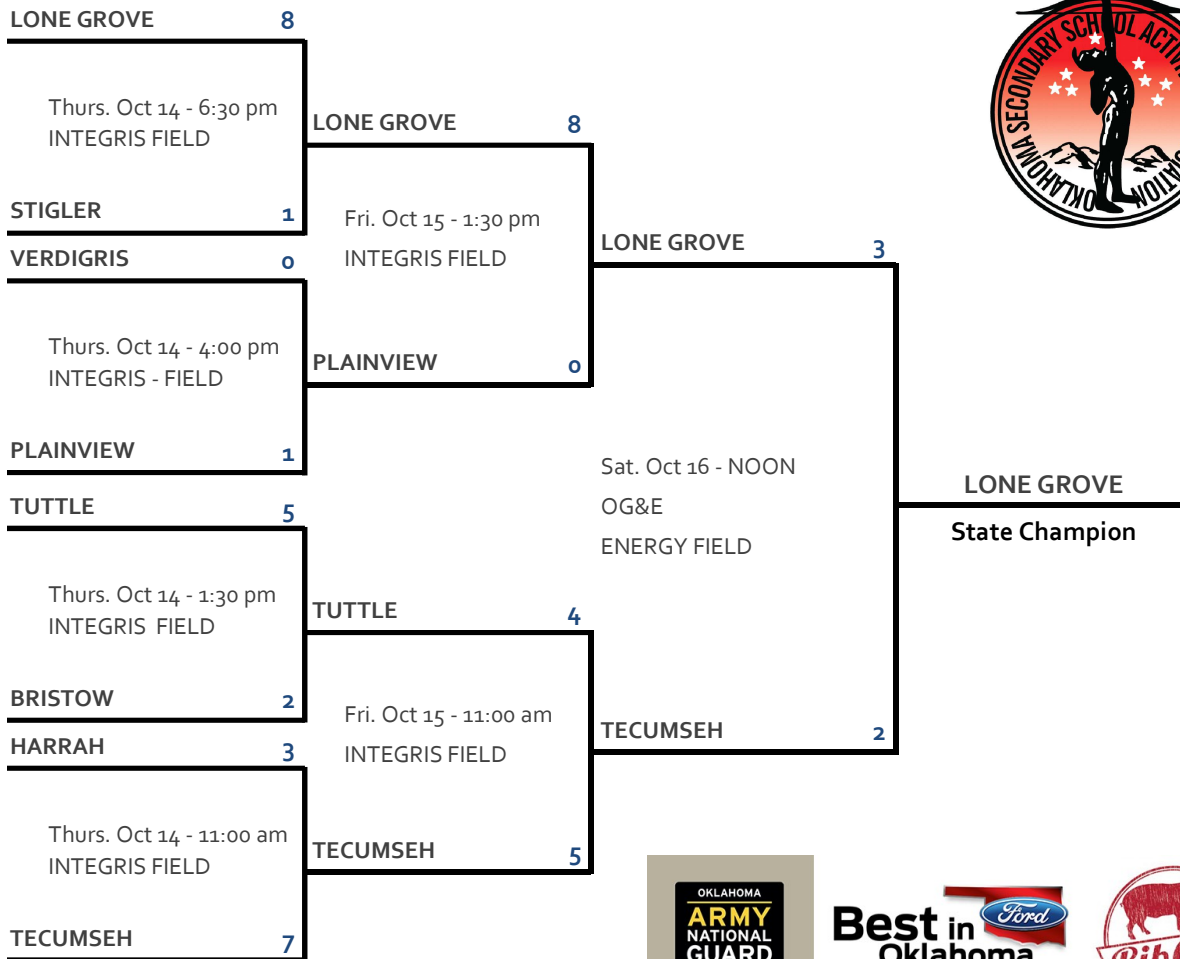 LONE GROVE 8
Thurs. Oct 14 - 6:30 pm
INTEGRIS FIELD
STIGLER 1
VERDIGRIS 0
Thurs. Oct 14 - 4:00 pm
INTEGRIS - FIELD
PLAINVIEW 1
TUTTLE 5
Thurs. Oct 14 - 1:30 pm
INTEGRIS FIELD
BRISTOW 2
HARRAH 3
Thurs. Oct 14 - 11:00 am
INTEGRIS FIELD
TECUMSEH 7
LONE GROVE 8
Fri. Oct 15 - 1:30 pm
INTEGRIS FIELD
PLAINVIEW 0
TUTTLE 4
Fri. Oct 15 - 11:00 am
INTEGRIS FIELD
TECUMSEH 5
LONE GROVE 3
Sat. Oct 16 - NOON
OG&E
ENERGY FIELD
TECUMSEH 2
LONE GROVE
State Champion
OKLAHOMA SECONDARY SCHOOL
OKLAHOMA
ARMY
NATIONAL
GUARD
Best in
Ford
Oklahoma